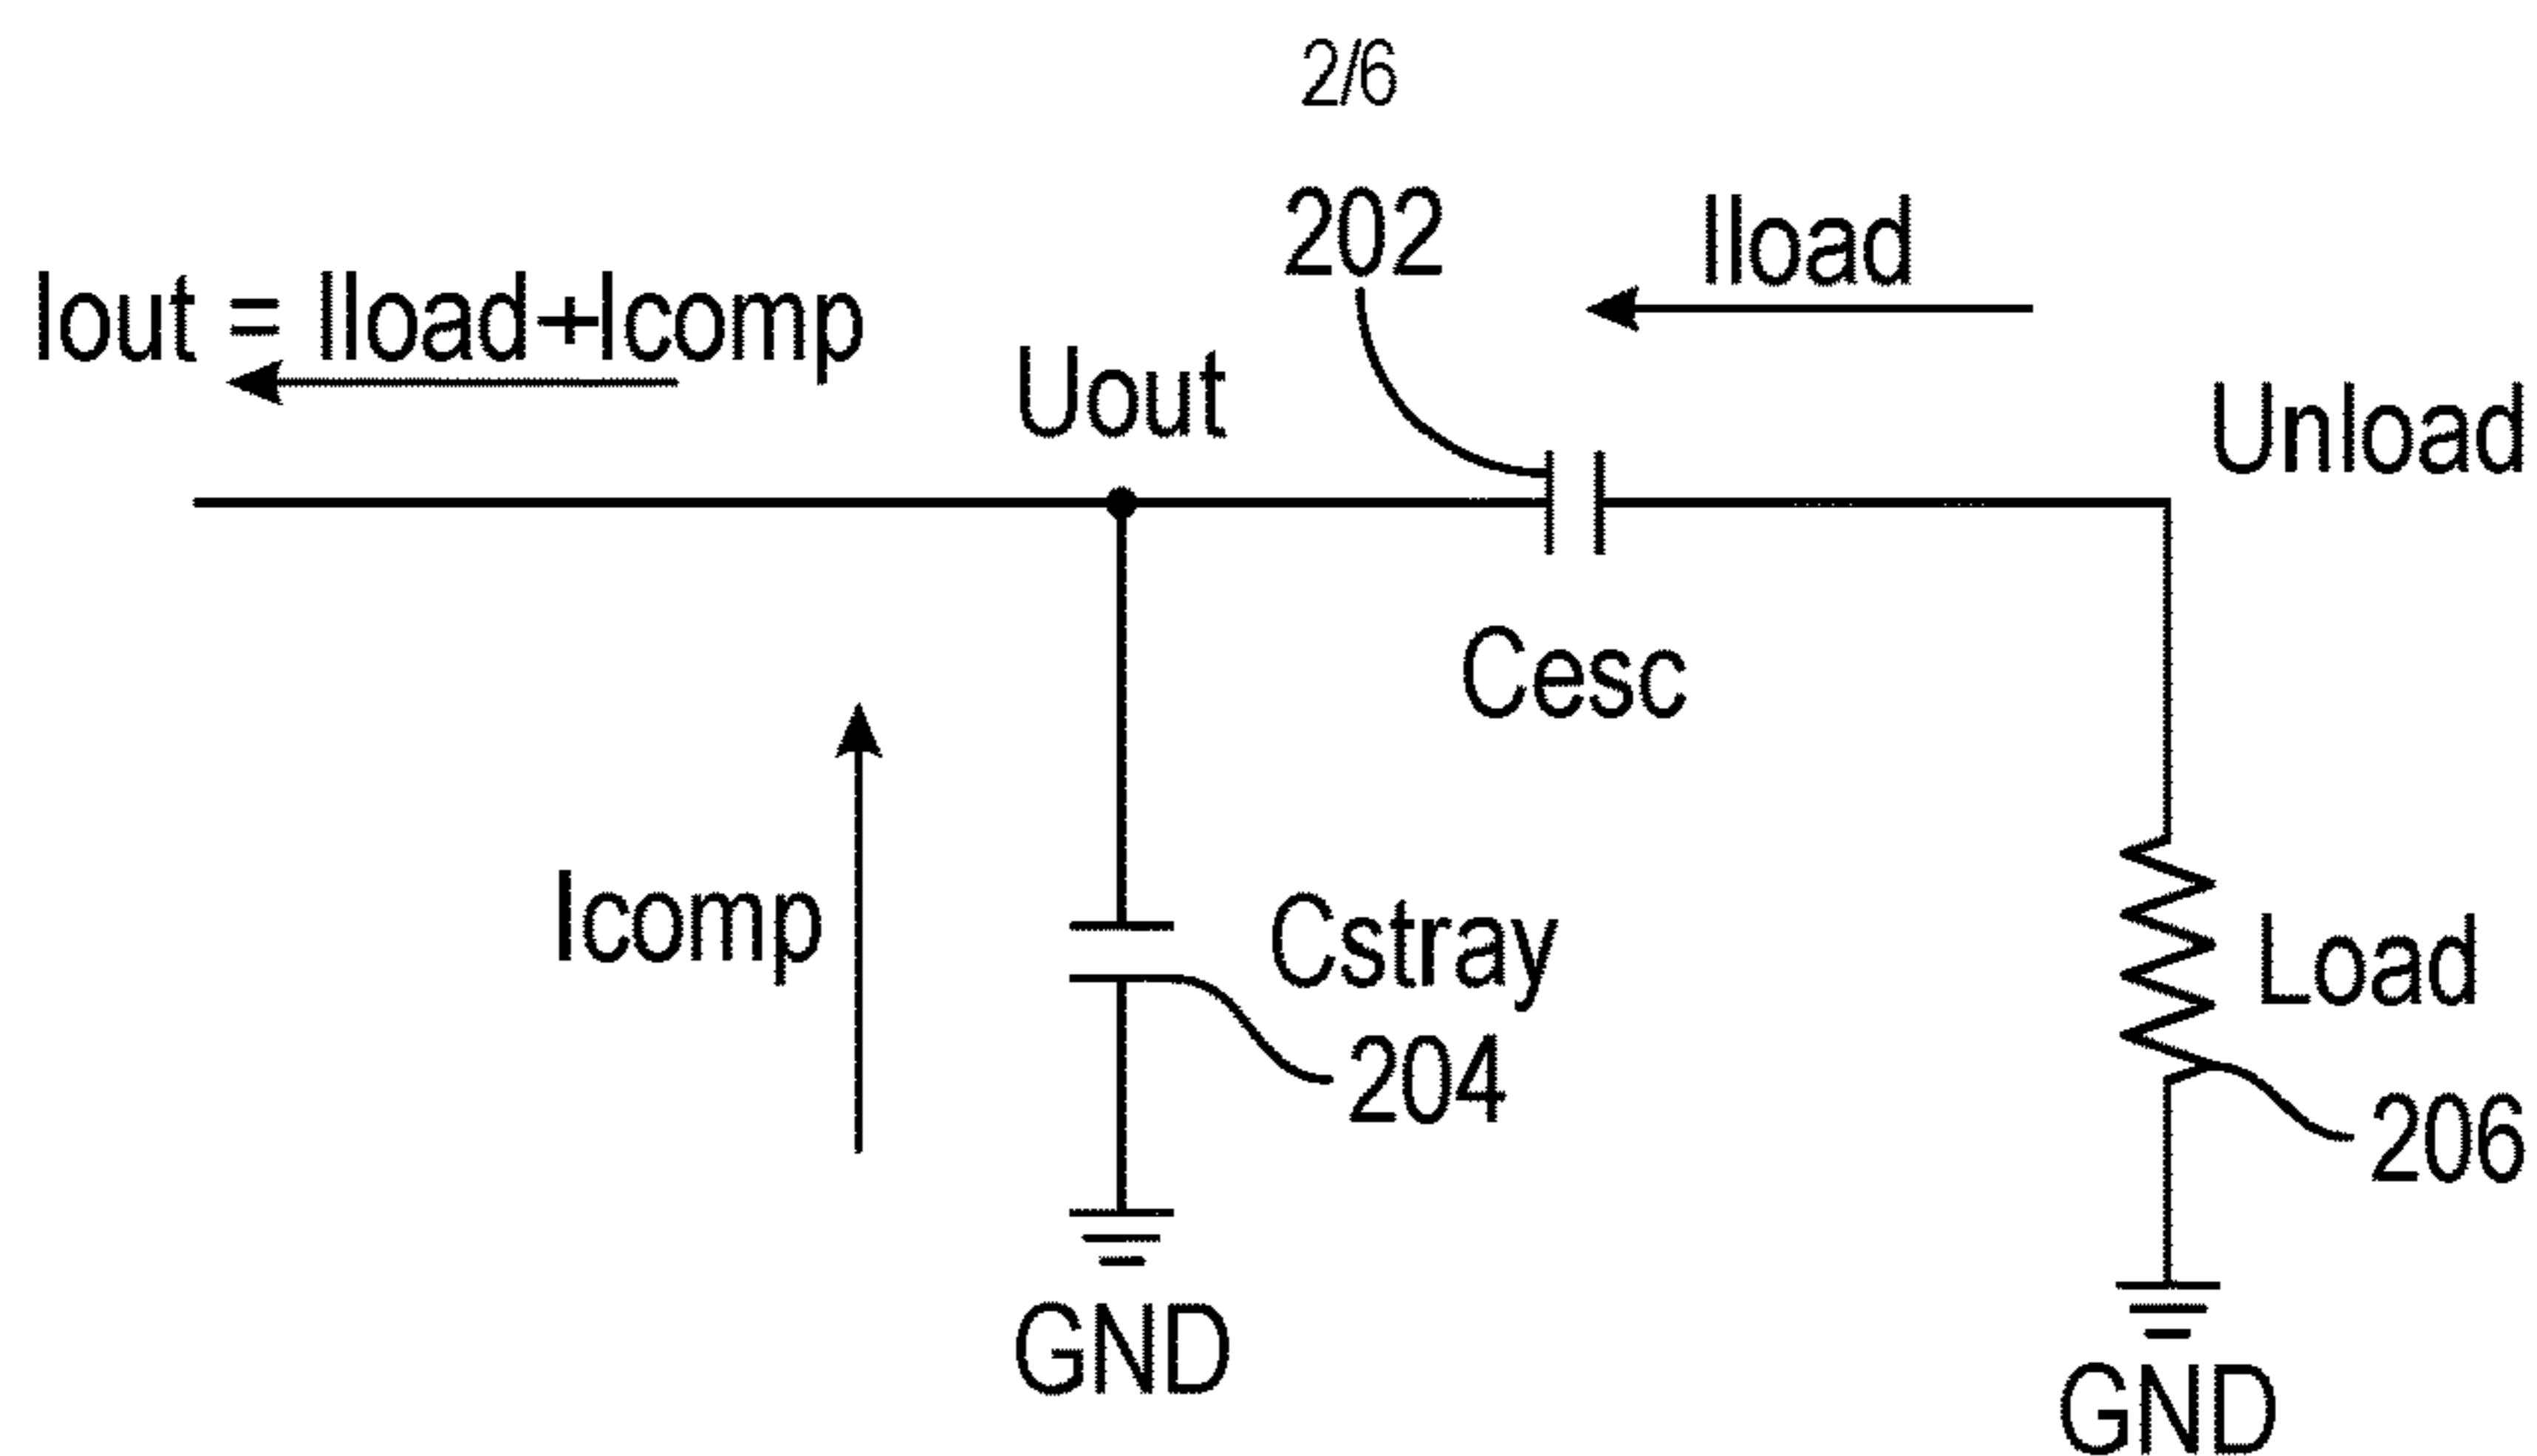 2/6
202
Iload
Iout = Iload+Icomp
Uout
Unload
Cesc
Icomp
Cstray
Load
204
206
GND
GND